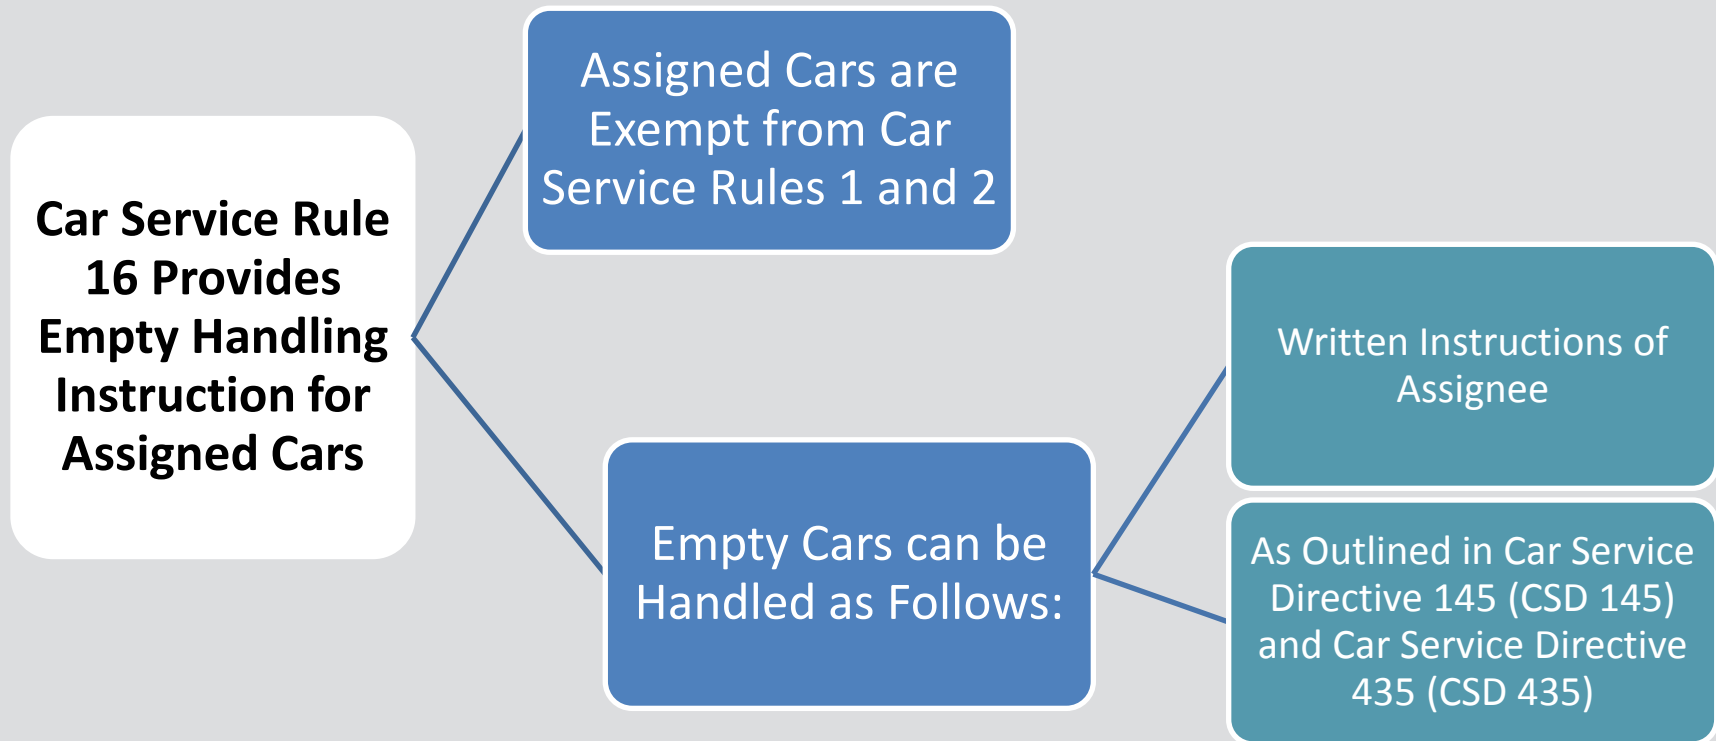 Car Service Rule
16 Provides
Empty Handling
Instruction for
Assigned Cars
Assigned Cars are
Exempt from Car
Service Rules 1 and 2
Empty Cars can be
Handled as Follows:
Written Instructions of
Assignee
As Outlined in Car Service
Directive 145 (CSD 145)
and Car Service Directive
435 (CSD 435)